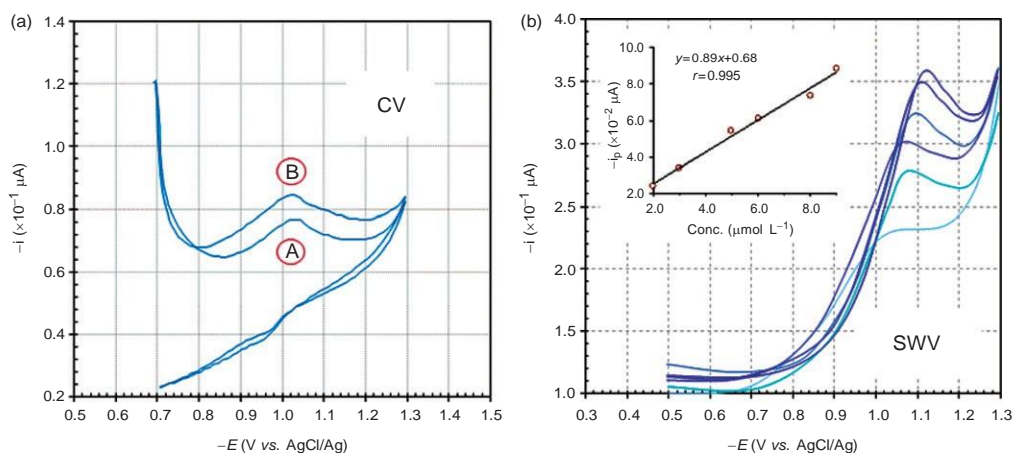 (a)
1.4
1.2
1.0
0.8
0.6
0.4
0.2
−i (×10⁻¹ μA)
CV
B
A
0.5 0.6 0.7 0.8 0.9 1.0 1.1 1.2 1.3 1.4 1.5
−E (V vs. AgCl/Ag)
(b)
4.0
3.5
3.0
2.5
2.0
1.5
1.0
−i (×10⁻¹ μA)
10.0
8.0
6.0
4.0
2.0
−iₚ (×10⁻² μA)
y=0.89x+0.68
r=0.995
2.0 4.0 6.0 8.0
Conc. (μmol L⁻¹)
SWV
0.3 0.4 0.5 0.6 0.7 0.8 0.9 1.0 1.1 1.2 1.3
−E (V vs. AgCl/Ag)